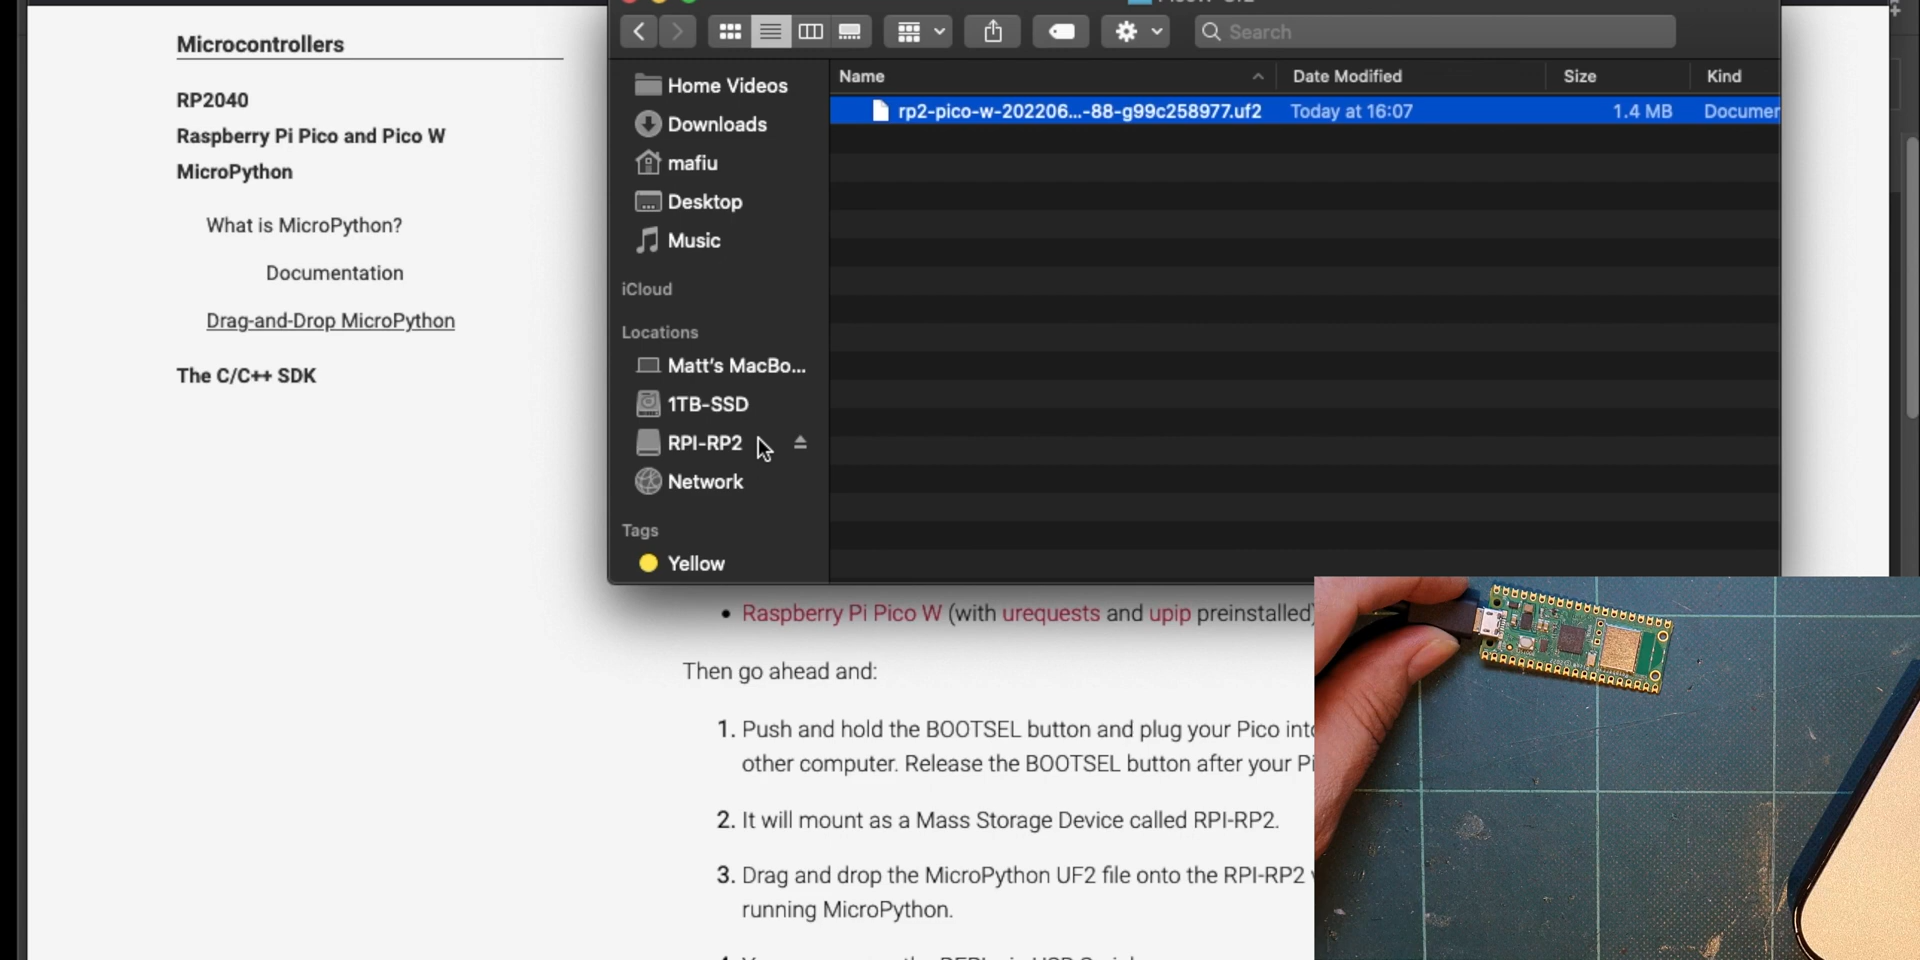 Microcontrollers
RP2040
Raspberry Pi Pico and Pico W
MicroPython
What is MicroPython?
Documentation
Drag-and-Drop MicroPython
The C/C++ SDK
Search
Name
Date Modified
Size
Kind
rp2-pico-w-202206...-88-g99c258977.uf2
Today at 16:07
1.4 MB
Documen
Home Videos
Downloads
mafiu
Desktop
Music
iCloud
Locations
Matt's MacBo...
1TB-SSD
RPI-RP2
Network
Tags
Yellow
• Raspberry Pi Pico W (with urequests and upip preinstalled)
Then go ahead and:
1. Push and hold the BOOTSEL button and plug your Pico into
other computer. Release the BOOTSEL button after your Pi
2. It will mount as a Mass Storage Device called RPI-RP2.
3. Drag and drop the MicroPython UF2 file onto the RPI-RP2
running MicroPython.